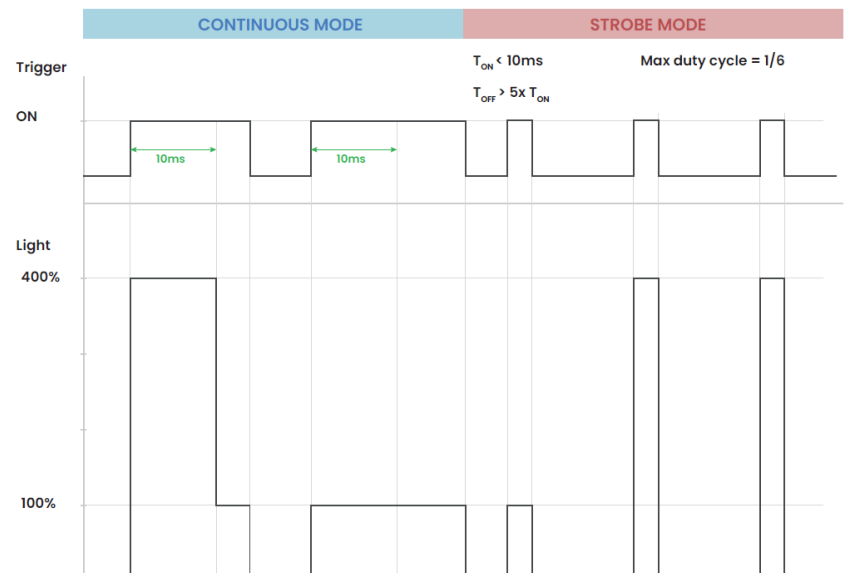 CONTINUOUS MODE
STROBE MODE
Trigger
TON < 10ms
Max duty cycle = 1/6
TOFF > 5x TON
ON
10ms
10ms
Light
400%
100%